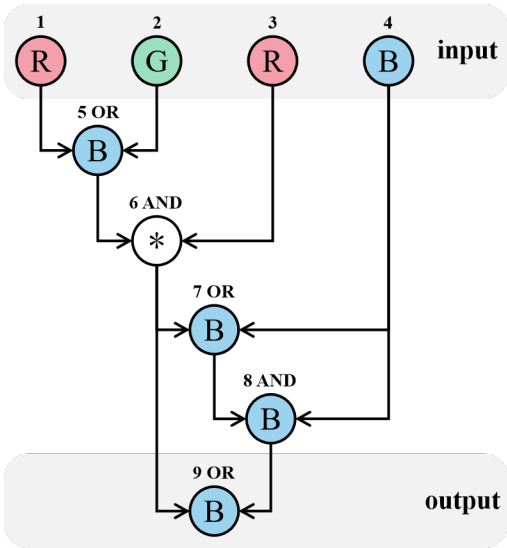 1 2 3 4
R G R B input
5 OR
B
6 AND
*
7 OR
B
8 AND
B
9 OR
B output